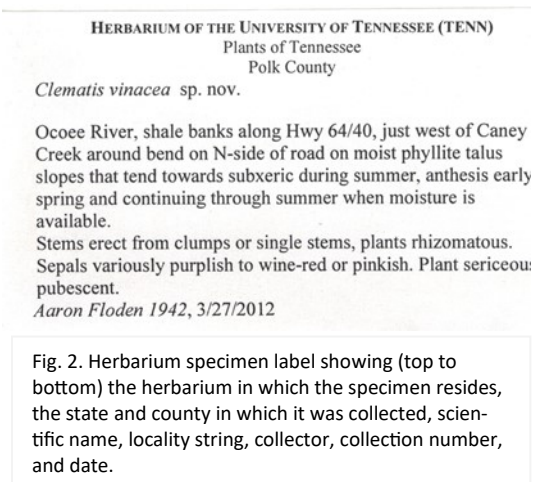 HERBARIUM OF THE UNIVERSITY OF TENNESSEE (TENN)
Plants of Tennessee
Polk County
Clematis vinacea sp. nov.
Ocoee River, shale banks along Hwy 64/40, just west of Caney
Creek around bend on N-side of road on moist phyllite talus
slopes that tend towards subxeric during summer, anthesis early
spring and continuing through summer when moisture is
available.
Stems erect from clumps or single stems, plants rhizomatous.
Sepals variously purplish to wine-red or pinkish. Plant sericeou
pubescent.
Aaron Floden 1942, 3/27/2012
Fig. 2. Herbarium specimen label showing (top to
bottom) the herbarium in which the specimen resides,
the state and county in which it was collected, scien-
tific name, locality string, collector, collection number,
and date.